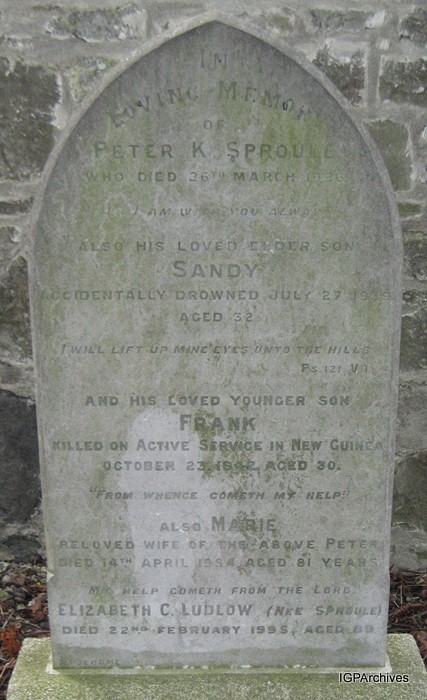 IN
LOVING MEMORY
OF
PETER K. SPROULE
WHO DIED 26TH MARCH
I AM WITH YOU ALWAY
ALSO HIS LOVED ELDER SON
SANDY
ACCIDENTALLY DROWNED JULY 27 1935
AGED 32
I WILL LIFT UP MINE EYES UNTO THE HILLS
PS. 121. V. I
AND HIS LOVED YOUNGER SON
FRANK
KILLED ON ACTIVE SERVICE IN NEW GUINEA
OCTOBER 23, 1942, AGED 30.
"FROM WHENCE COMETH MY HELP"
ALSO MARIE
BELOVED WIFE OF THE ABOVE PETER
DIED 14TH APRIL 1954 AGED 81 YEARS
MY HELP COMETH FROM THE LORD.
ELIZABETH C. LUDLOW, (NEE SPROULE)
DIED 22ND FEBRUARY 1995, AGED 89
IGPArchives